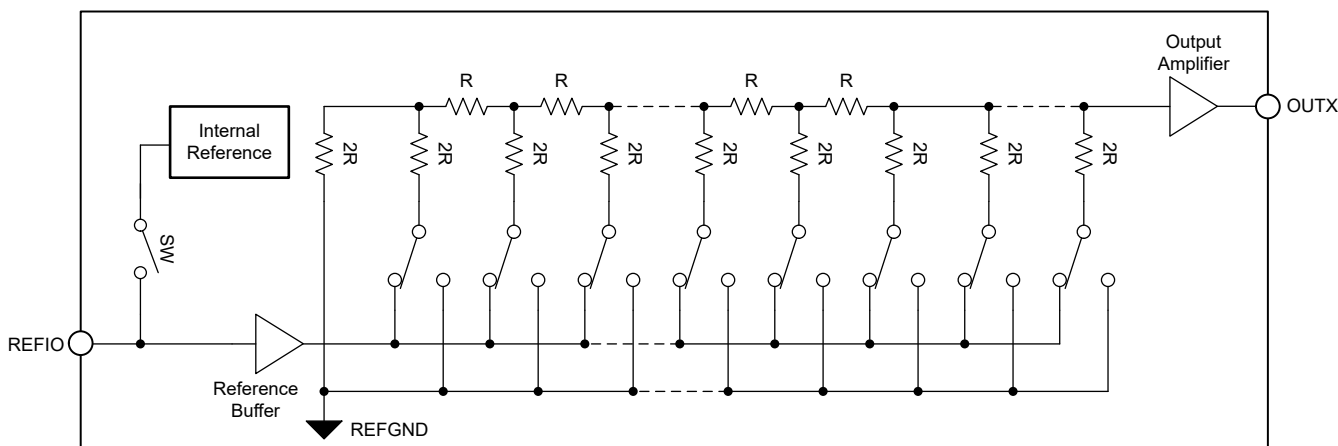 Output
Amplifier
R
R
R
R
OUTX
Internal
Reference
2R
2R
2R
2R
2R
2R
2R
2R
2R
SW
REFIO
Reference
Buffer
REFGND